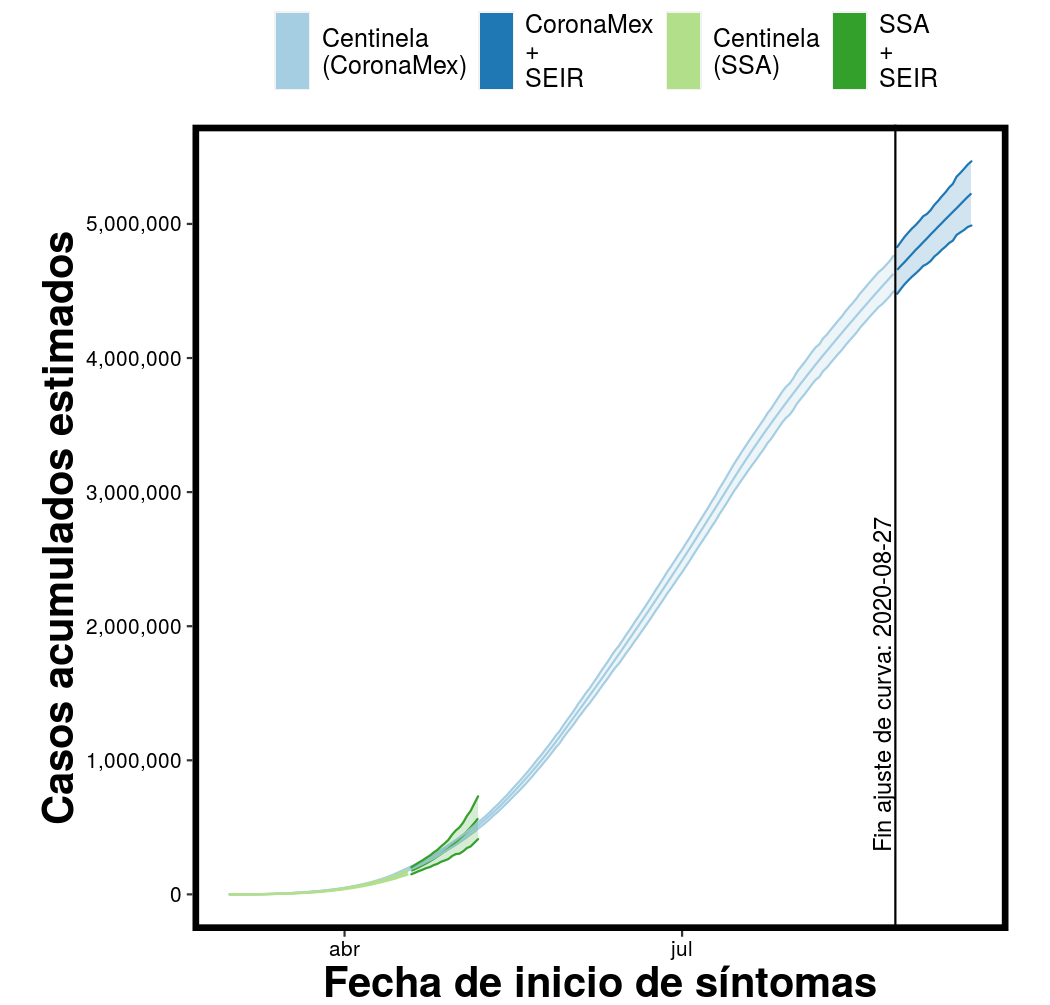 Centinela
(CoronaMex)
CoronaMex
+
SEIR
Centinela
(SSA)
SSA
+
SEIR
Casos acumulados estimados
5,000,000
4,000,000
3,000,000
2,000,000
1,000,000
0
Fin ajuste de curva: 2020-08-27
abr
jul
Fecha de inicio de síntomas